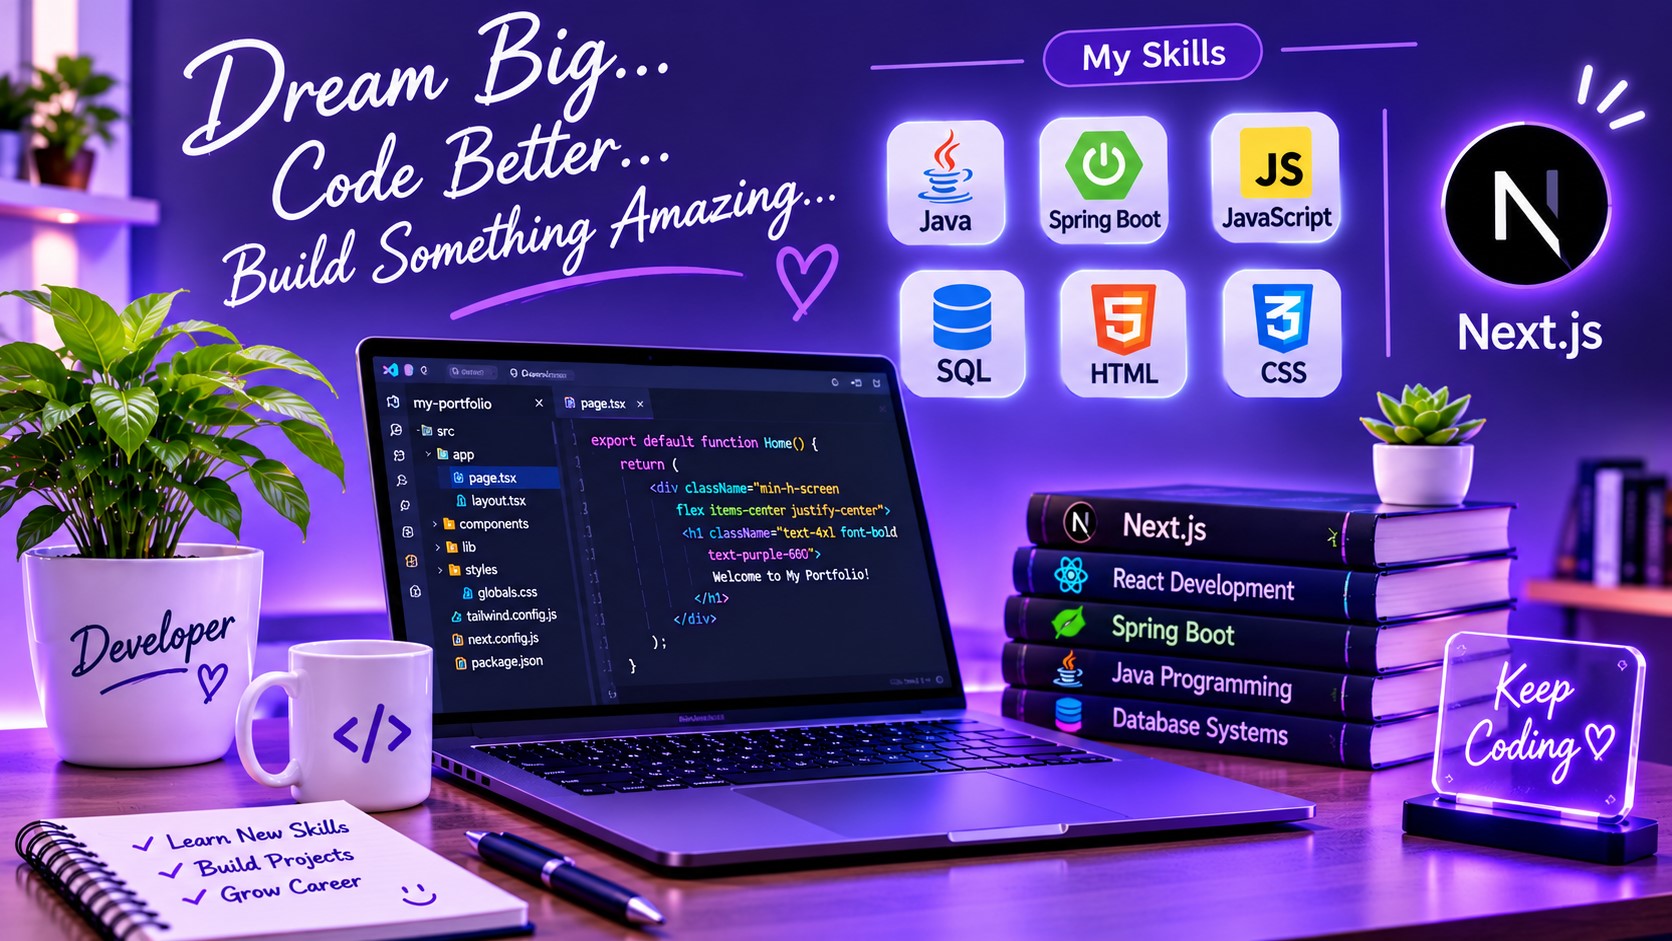 Dream Big...
Code Better...
Build Something Amazing...
My Skills
Java
Spring Boot
JS
JavaScript
SQL
HTML
CSS
N
Next.js
my-portfolio
src
app
page.tsx
layout.tsx
components
lib
styles
globals.css
tailwind.config.js
next.config.js
package.json
page.tsx
export default function Home() {
return (
<div className="min-h-screen
flex items-center justify-center">
<h1 className="text-4xl font-bold
text-purple-600">
Welcome to My Portfolio!
</h1>
</div>
);
}
N Next.js
React Development
Spring Boot
Java Programming
Database Systems
Developer
</>
Learn New Skills
Build Projects
Grow Career
Keep
Coding